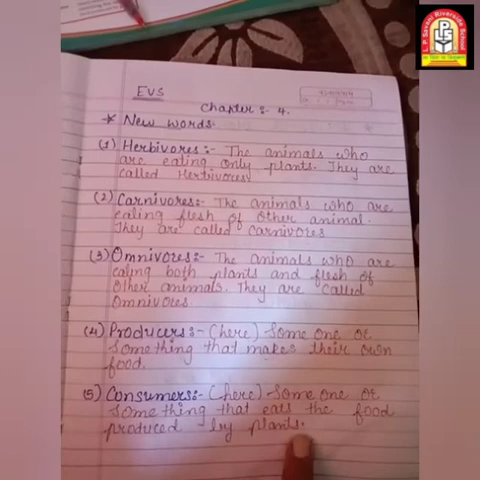 L P Savani Riverside School
LPS
EVS
Chapter :- 4.
* New words
(1) Herbivores :- The animals who
are eating only plants. They are
called Herbivores.
(2) Carnivores :- The animals who are
eating flesh of other animal.
They are called Carnivores
(3) Omnivores :- The animals who are
eating both plants and flesh of
other animals. They are called
Omnivores
(4) Producers :- (here) Some one or
something that makes their own
food.
(5) Consumers :- (here) Some one or
something that eats the food
produced by plants.